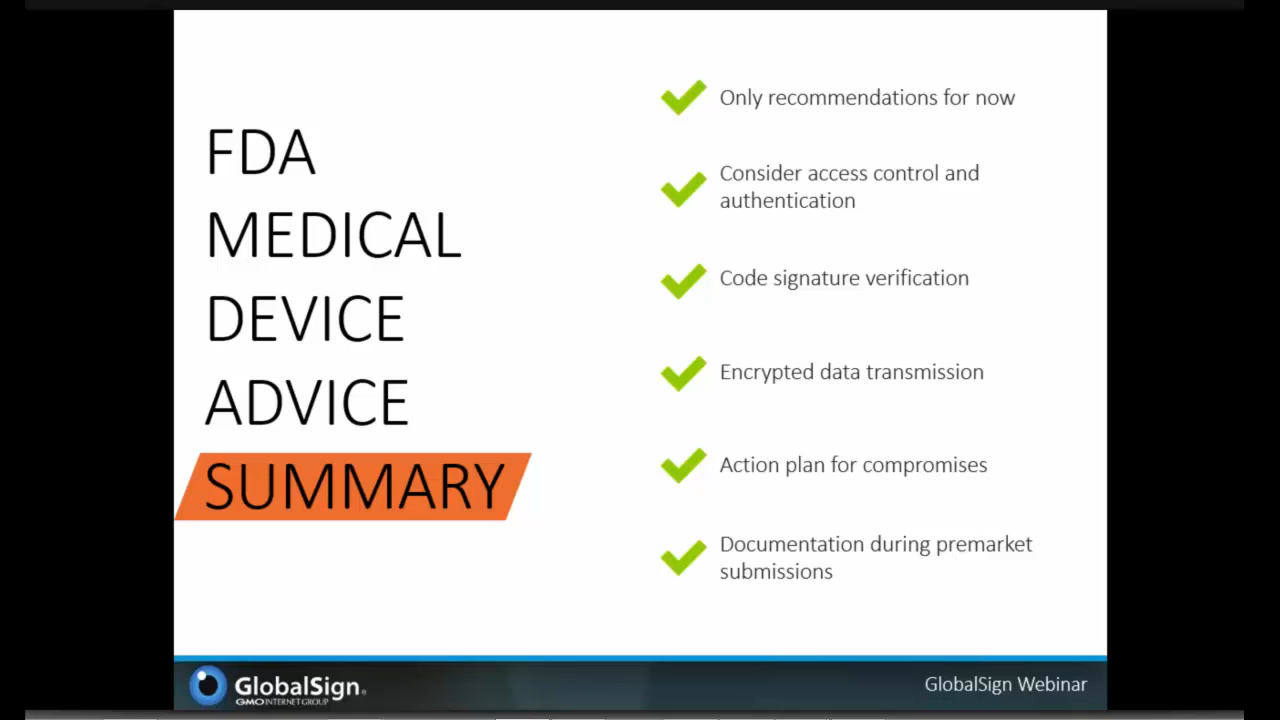 FDA
MEDICAL
DEVICE
ADVICE
SUMMARY
Only recommendations for now
Consider access control and
authentication
Code signature verification
Encrypted data transmission
Action plan for compromises
Documentation during premarket
submissions
GlobalSign®
GMO INTERNET GROUP
GlobalSign Webinar